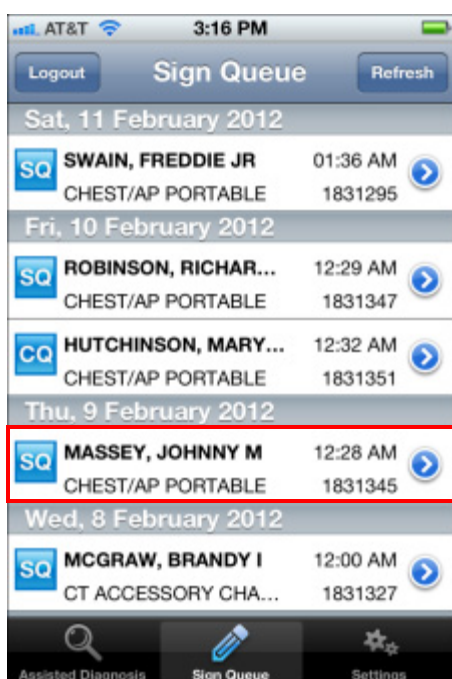 AT&T 3:16 PM
Logout Sign Queue Refresh
Sat, 11 February 2012
SQ SWAIN, FREDDIE JR 01:36 AM
CHEST/AP PORTABLE 1831295
Fri, 10 February 2012
SQ ROBINSON, RICHAR... 12:29 AM
CHEST/AP PORTABLE 1831347
CQ HUTCHINSON, MARY... 12:32 AM
CHEST/AP PORTABLE 1831351
Thu, 9 February 2012
SQ MASSEY, JOHNNY M 12:28 AM
CHEST/AP PORTABLE 1831345
Wed, 8 February 2012
SQ MCGRAW, BRANDY I 12:00 AM
CT ACCESSORY CHA... 1831327
Assisted Diagnosis Sign Queue Settings